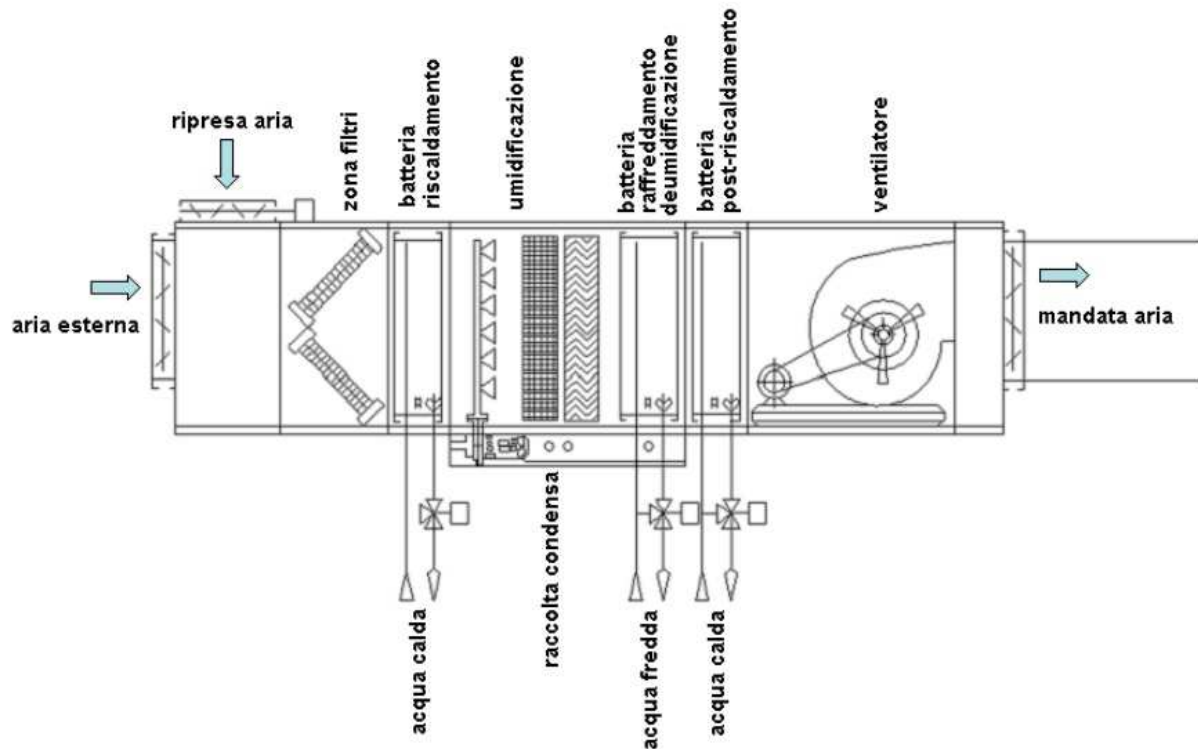 ripresa aria
aria esterna
zona filtri
batteria
riscaldamento
umidificazione
batteria
raffreddamento
deumidificazione
batteria
post-riscaldamento
ventilatore
mandata aria
acqua calda
raccolta condensa
acqua fredda
acqua calda